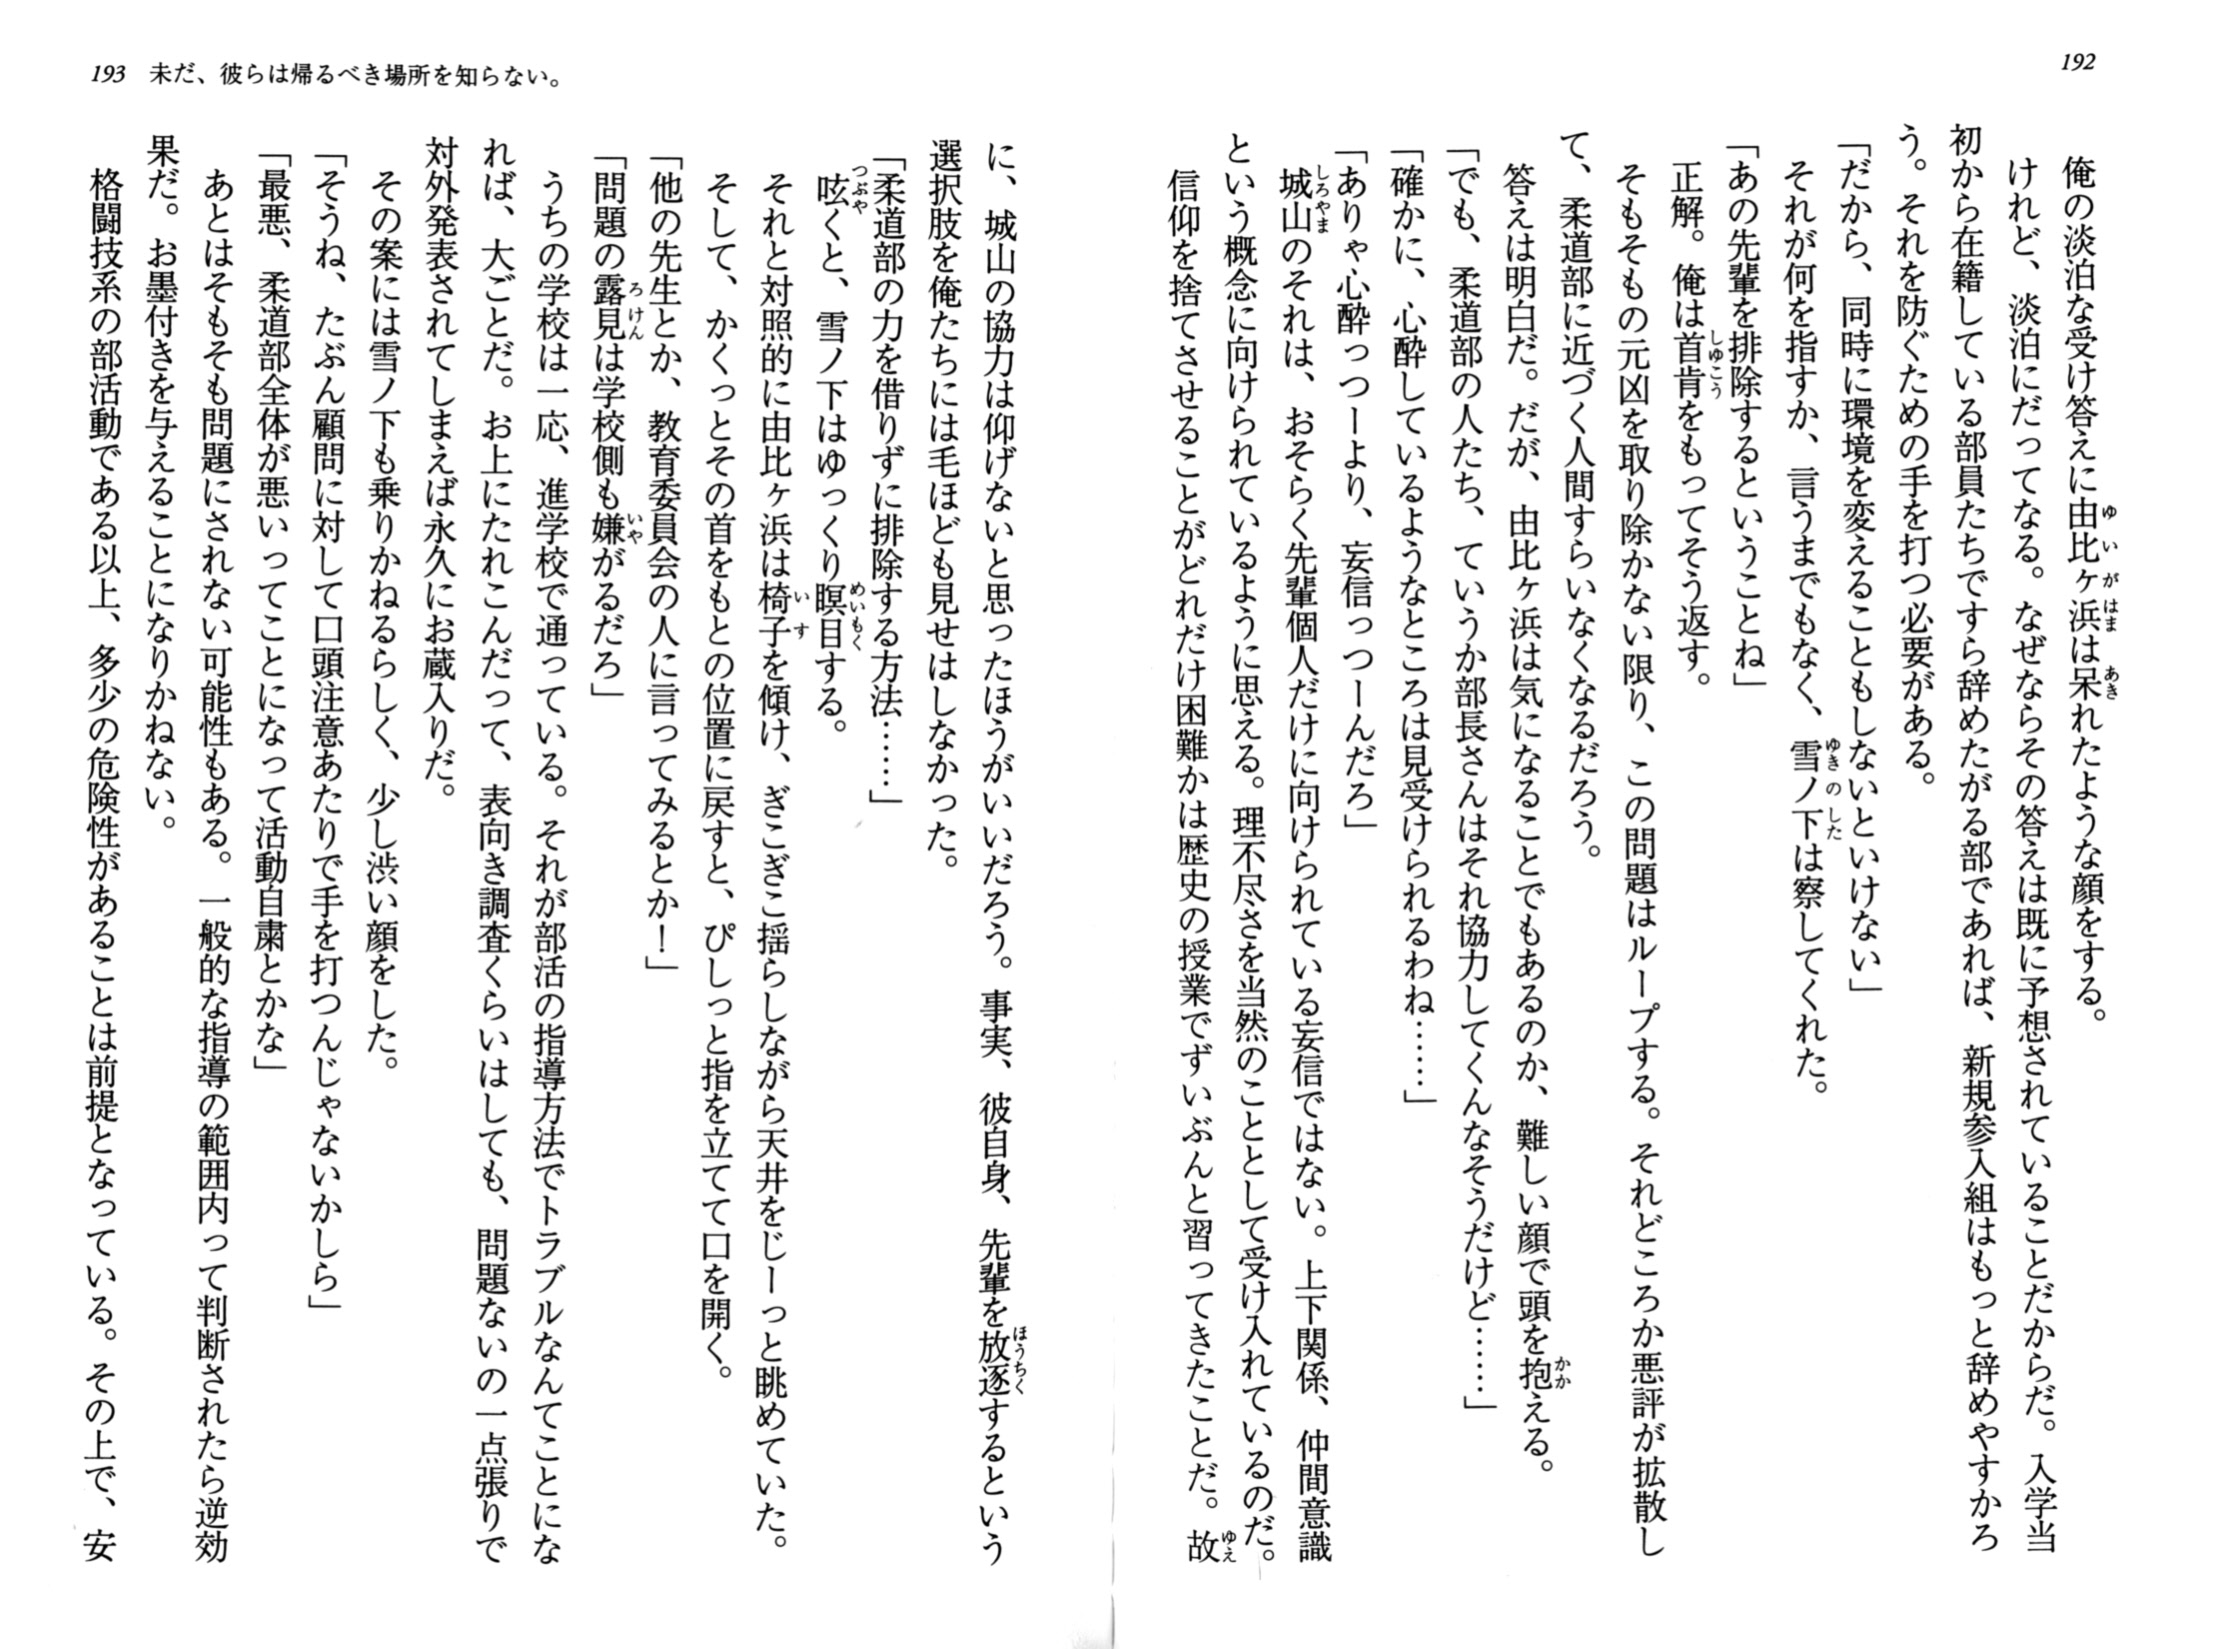 192
俺の淡泊な受け答えに由比ヶ浜は呆れたような顔をする。
けれど、淡泊にだってなる。なぜならその答えは既に予想されていることだからだ。入学当
初から在籍している部員たちですら辞めたがる部であれば、新規参入組はもっと辞めやすかろ
う。それを防ぐための手を打つ必要がある。
「だから、同時に環境を変えることもしないといけない」
それが何を指すか、言うまでもなく、雪ノ下は察してくれた。
「あの先輩を排除するということね」
正解。俺は首肯をもってそう返す。
そもそもの元凶を取り除かない限り、この問題はループする。それどころか悪評が拡散し
て、柔道部に近づく人間すらいなくなるだろう。
答えは明白だ。だが、由比ヶ浜は気になることでもあるのか、難しい顔で頭を抱える。
「でも、柔道部の人たち、ていうか部長さんはそれ協力してくんなそうだけど……」
「確かに、心酔しているようなところは見受けられるわね……」
「ありゃ心酔っつーより、妄信っつーんだろ」
城山のそれは、おそらく先輩個人だけに向けられている妄信ではない。上下関係、仲間意識
という概念に向けられているように思える。理不尽さを当然のこととして受け入れているのだ。
信仰を捨てさせることがどれだけ困難かは歴史の授業でずいぶんと習ってきたことだ。故
193 未だ、彼らは帰るべき場所を知らない。
に、城山の協力は仰げないと思ったほうがいいだろう。事実、彼自身、先輩を放逐するという
選択肢を俺たちには毛ほども見せはしなかった。
「柔道部の力を借りずに排除する方法……」
呟くと、雪ノ下はゆっくり瞑目する。
それと対照的に由比ヶ浜は椅子を傾け、ぎこぎこ揺らしながら天井をじーっと眺めていた。
そして、かくっとその首をもとの位置に戻すと、ぴしっと指を立てて口を開く。
「他の先生とか、教育委員会の人に言ってみるとか！」
「問題の露見は学校側も嫌がるだろ」
うちの学校は一応、進学校で通っている。それが部活の指導方法でトラブルなんてことにな
れば、大ごとだ。お上にたれこんだって、表向き調査くらいはしても、問題ないの一点張りで
対外発表されてしまえば永久にお蔵入りだ。
その案には雪ノ下も乗りかねるらしく、少し渋い顔をした。
「そうね、たぶん顧問に対して口頭注意あたりで手を打つんじゃないかしら」
「最悪、柔道部全体が悪いってことになって活動自粛とかな」
あとはそもそも問題にされない可能性もある。一般的な指導の範囲内って判断されたら逆効
果だ。お墨付きを与えることになりかねない。
格闘技系の部活動である以上、多少の危険性があることは前提となっている。その上で、安